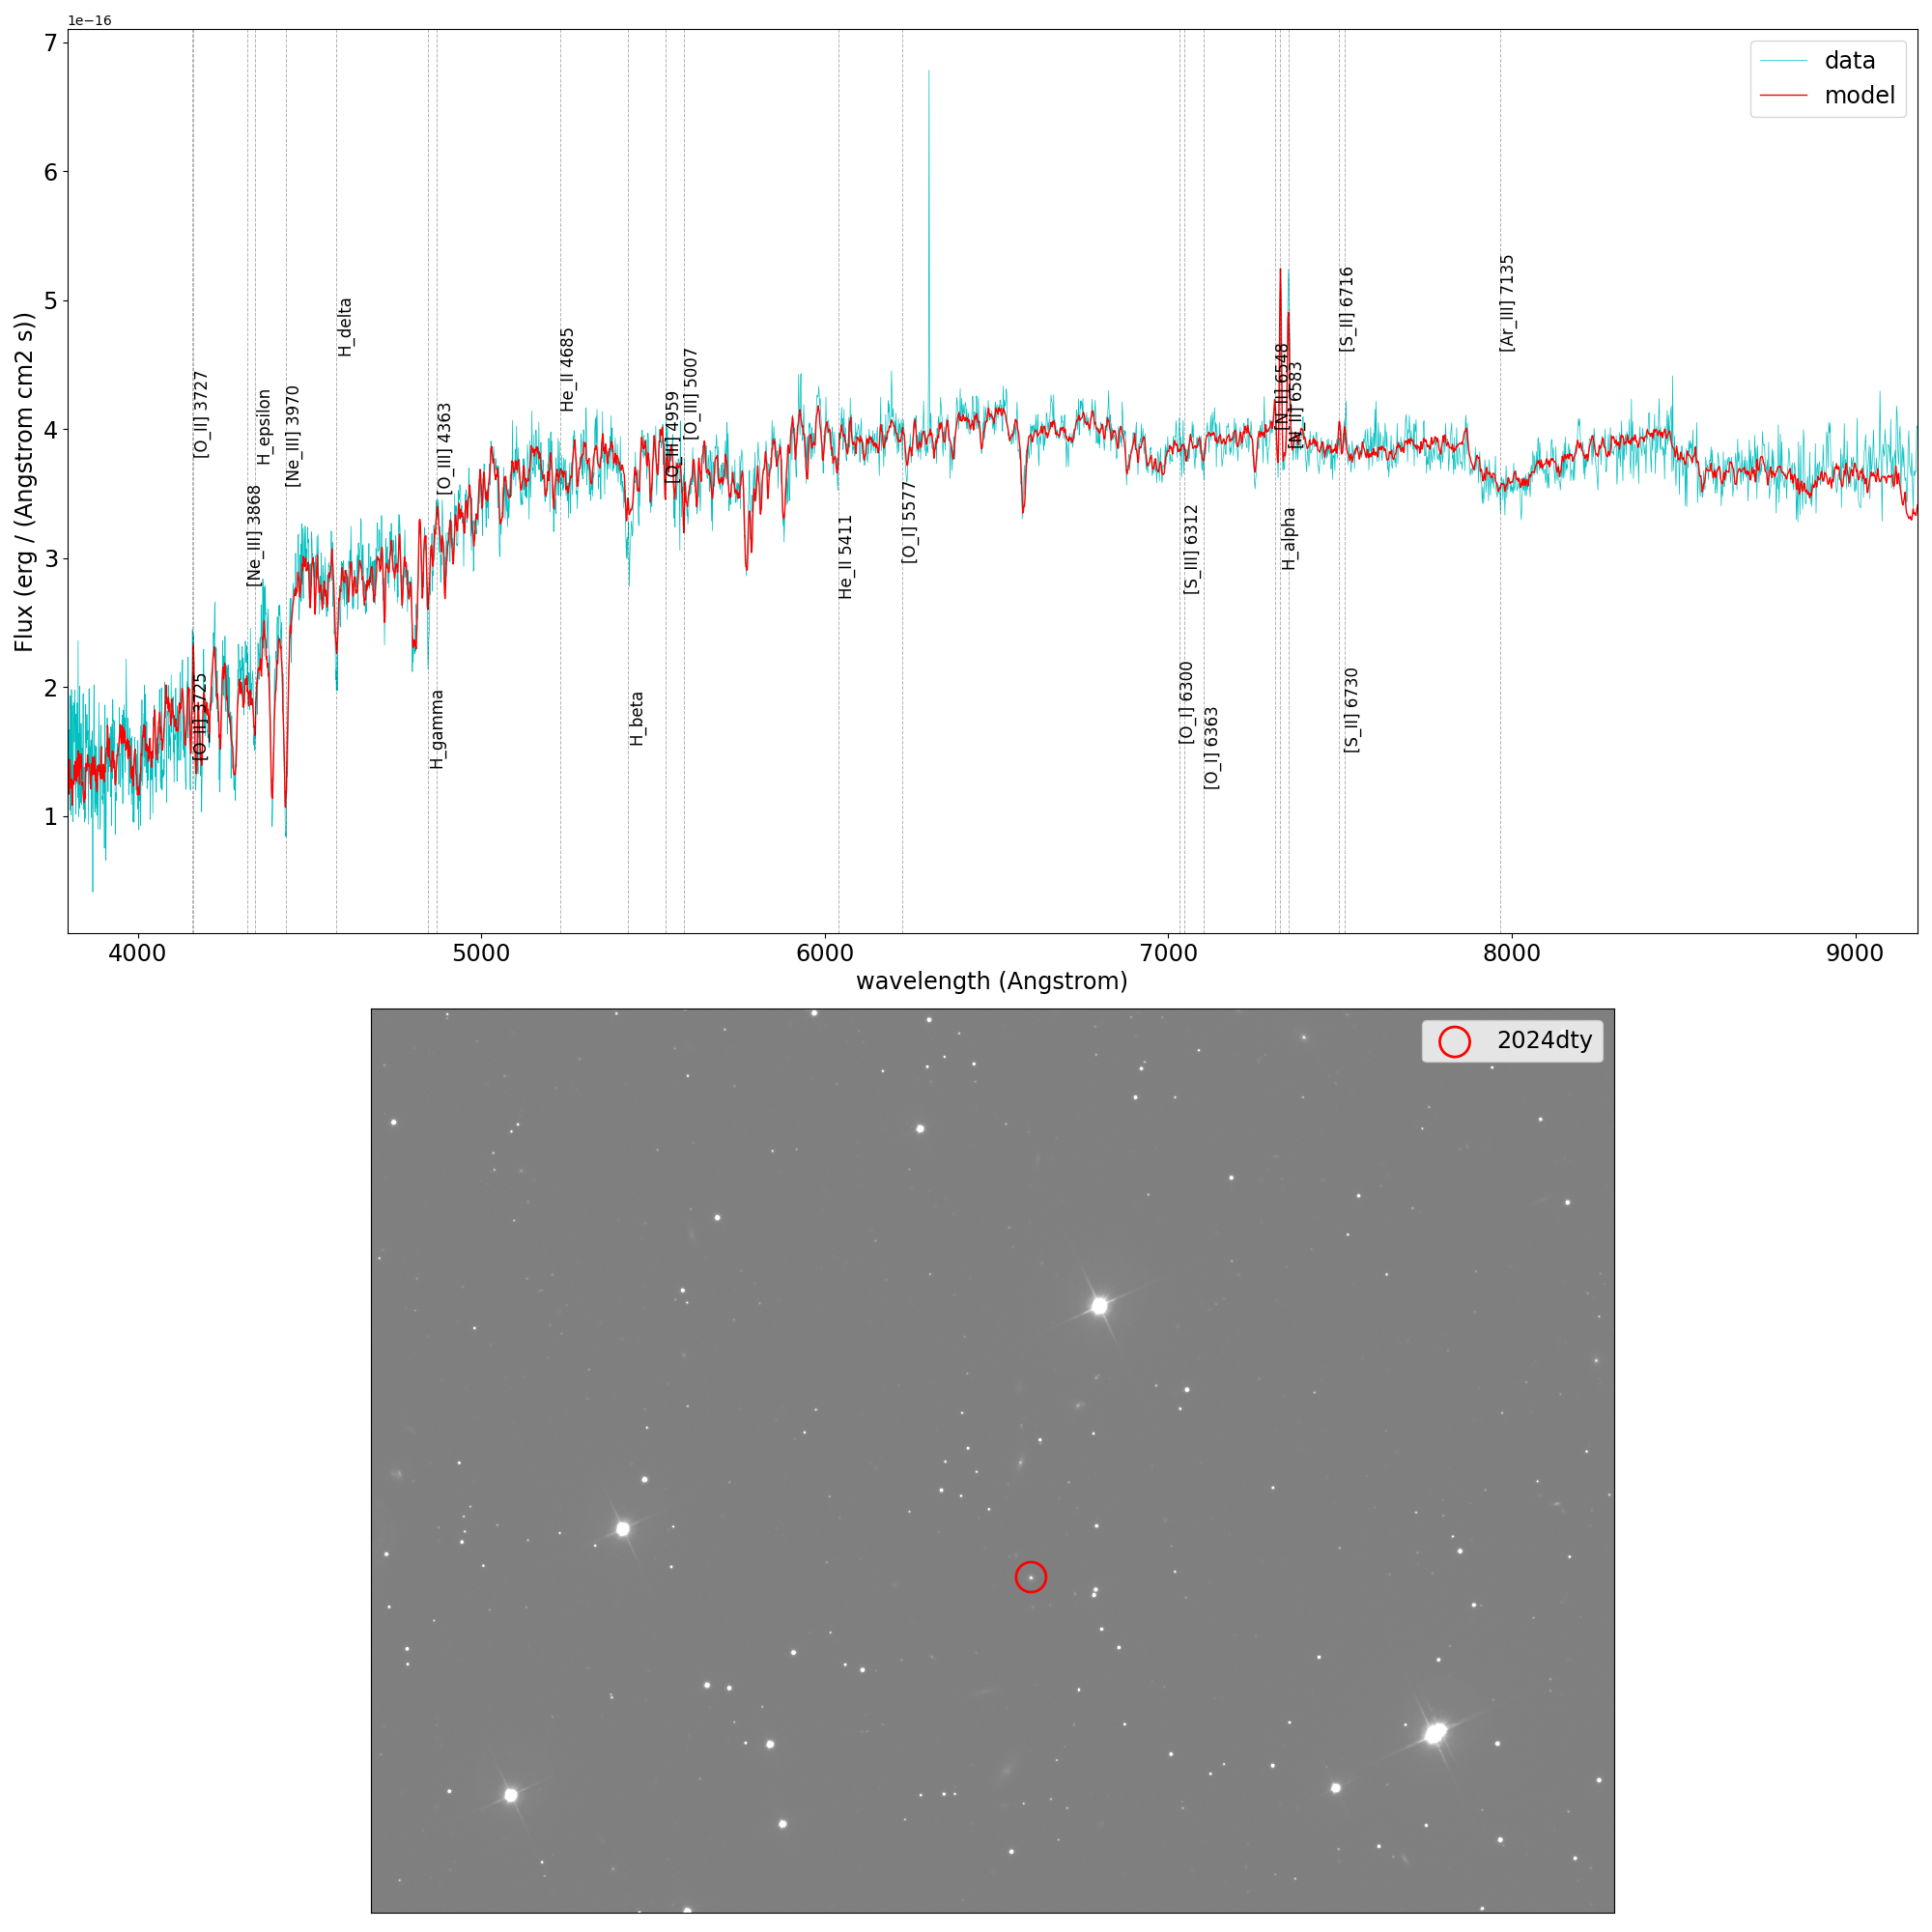 1e−16
7
6
5
4
3
2
1
Flux (erg / (Angstrom cm2 s))
data
model
[O_II] 3727
[O_II] 3725
[Ne_III] 3868
H_epsilon
[Ne_III] 3970
H_delta
H_gamma
[O_III] 4363
He_II 4685
H_beta
[O_III] 4959
[O_III] 5007
He_II 5411
[O_I] 5577
[O_I] 6300
[S_III] 6312
[O_I] 6363
[N_II] 6548
H_alpha
[N_II] 6583
[S_II] 6716
[S_II] 6730
[Ar_III] 7135
4000 5000 6000 7000 8000 9000
wavelength (Angstrom)
2024dty